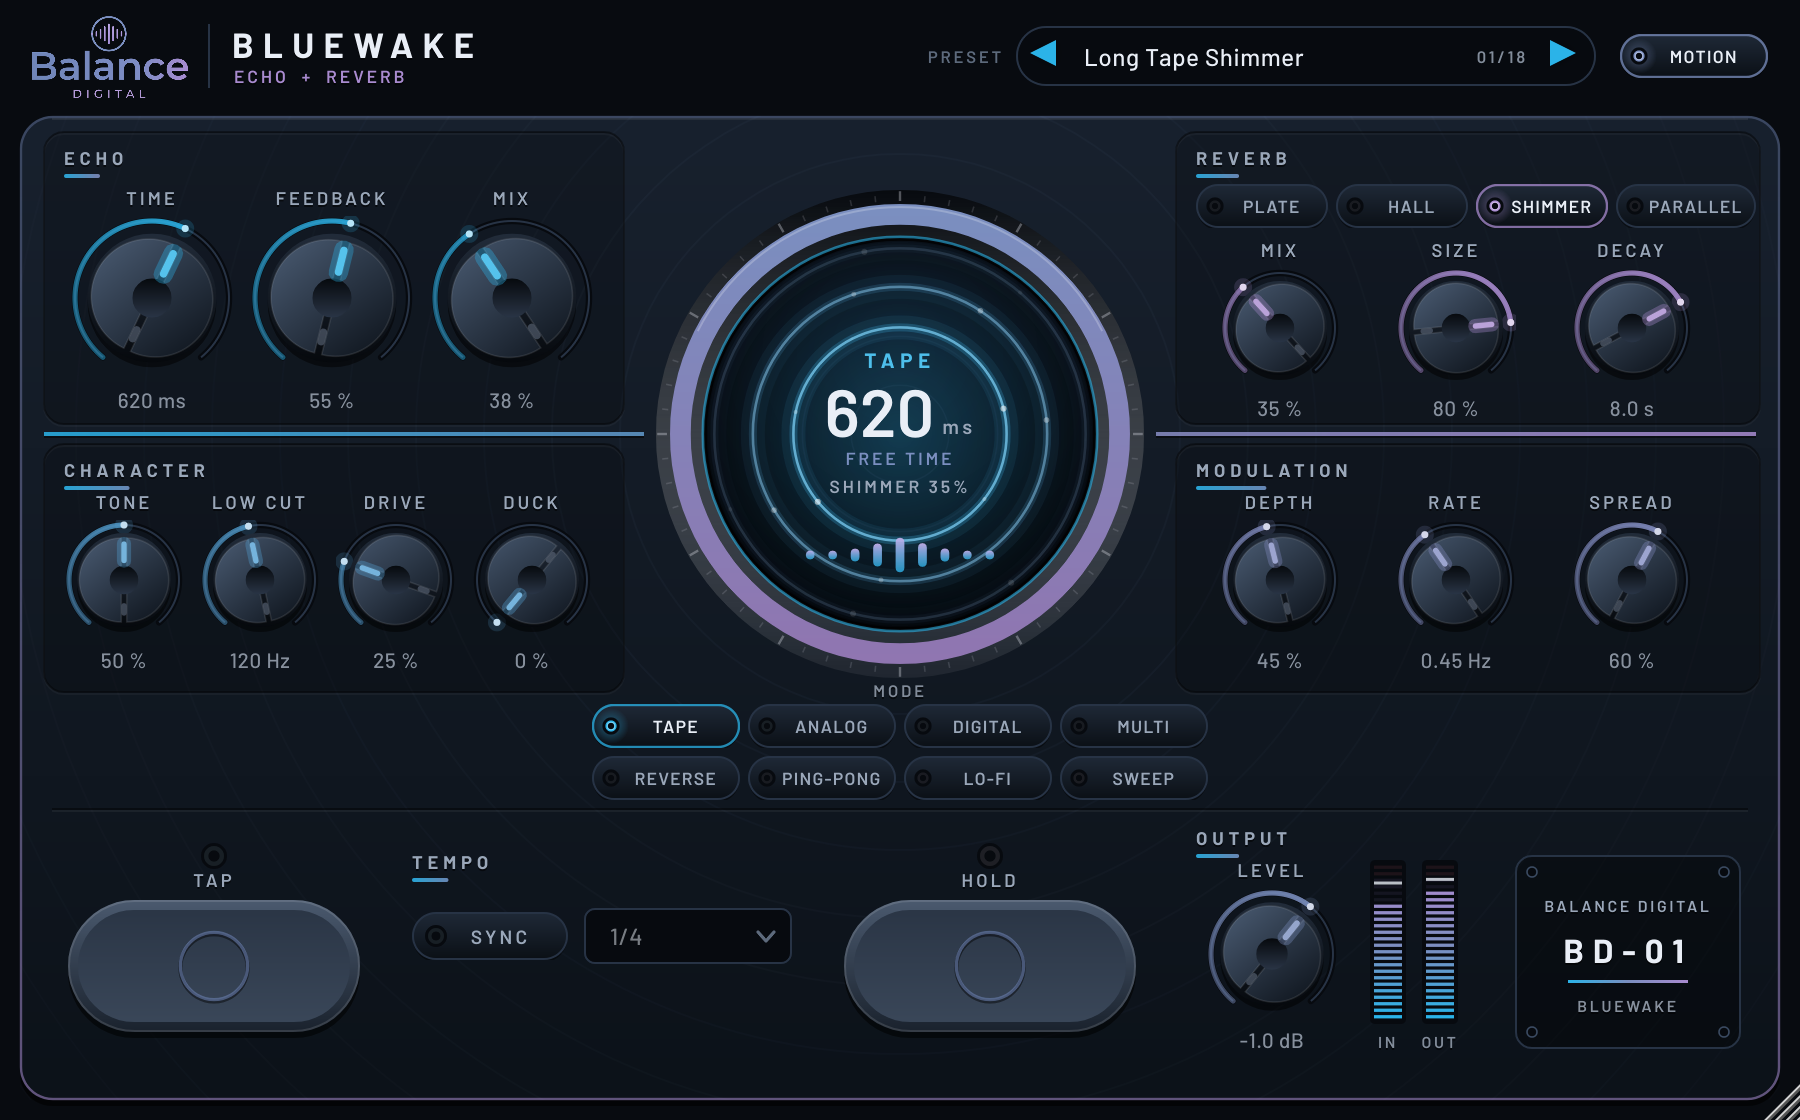 Balance
DIGITAL
BLUEWAKE
ECHO + REVERB
PRESET
Long Tape Shimmer
01/18
MOTION
ECHO
TIME
FEEDBACK
MIX
620 ms
55 %
38 %
REVERB
PLATE
HALL
SHIMMER
PARALLEL
MIX
SIZE
DECAY
35 %
80 %
8.0 s
TAPE
620 ms
FREE TIME
SHIMMER 35%
CHARACTER
TONE
LOW CUT
DRIVE
DUCK
50 %
120 Hz
25 %
0 %
MODULATION
DEPTH
RATE
SPREAD
45 %
0.45 Hz
60 %
MODE
TAPE
ANALOG
DIGITAL
MULTI
REVERSE
PING-PONG
LO-FI
SWEEP
TAP
TEMPO
SYNC
1/4
HOLD
OUTPUT
LEVEL
-1.0 dB
IN
OUT
BALANCE DIGITAL
BD-01
BLUEWAKE